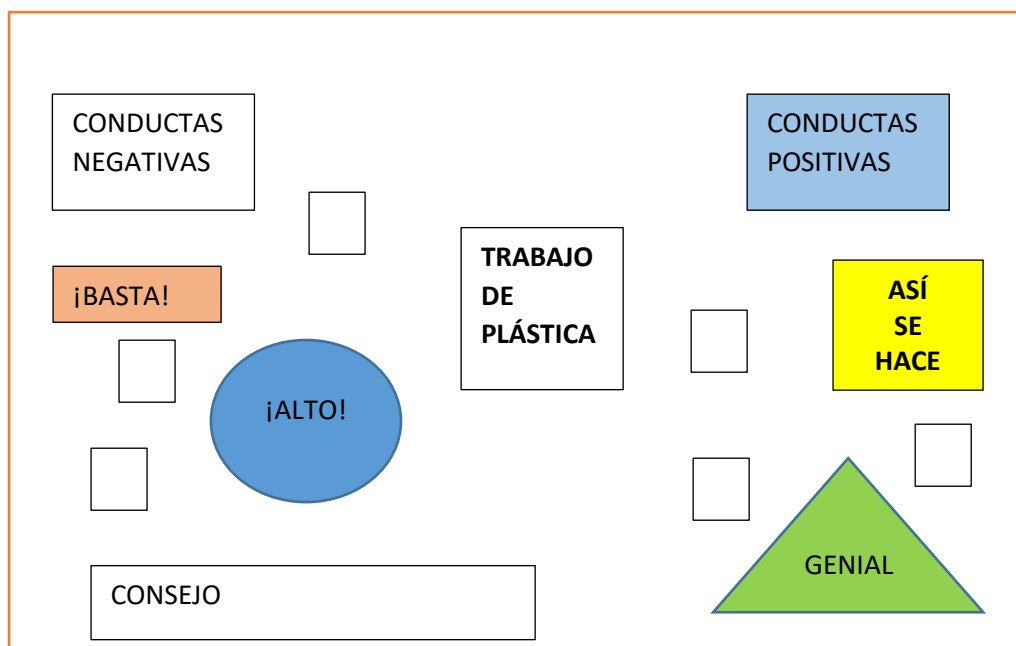 CONDUCTAS
NEGATIVAS
CONDUCTAS
POSITIVAS
¡BASTA!
TRABAJO
DE
PLÁSTICA
ASÍ
SE
HACE
¡ALTO!
GENIAL
CONSEJO